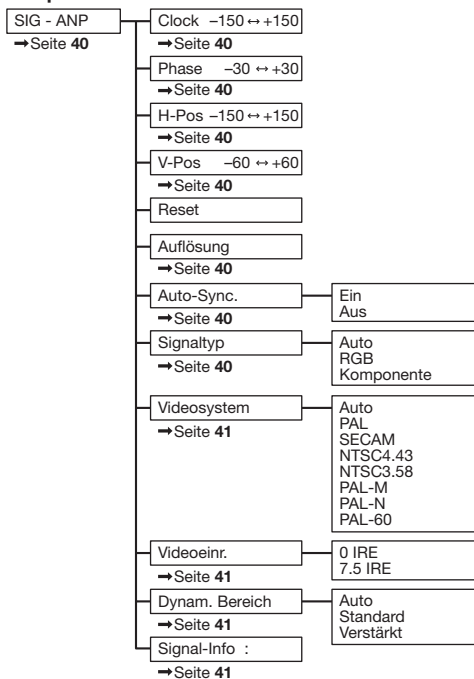 SIG - ANP
→Seite 40
Clock –150 ↔ +150
→Seite 40
Phase –30 ↔ +30
→Seite 40
H-Pos –150 ↔ +150
→Seite 40
V-Pos –60 ↔ +60
→Seite 40
Reset
Auflösung
→Seite 40
Auto-Sync.
→Seite 40
Ein
Aus
Signaltyp
→Seite 40
Auto
RGB
Komponente
Videosystem
→Seite 41
Auto
PAL
SECAM
NTSC4.43
NTSC3.58
PAL-M
PAL-N
PAL-60
Videoeinr.
→Seite 41
0 IRE
7.5 IRE
Dynam. Bereich
→Seite 41
Auto
Standard
Verstärkt
Signal-Info :
→Seite 41